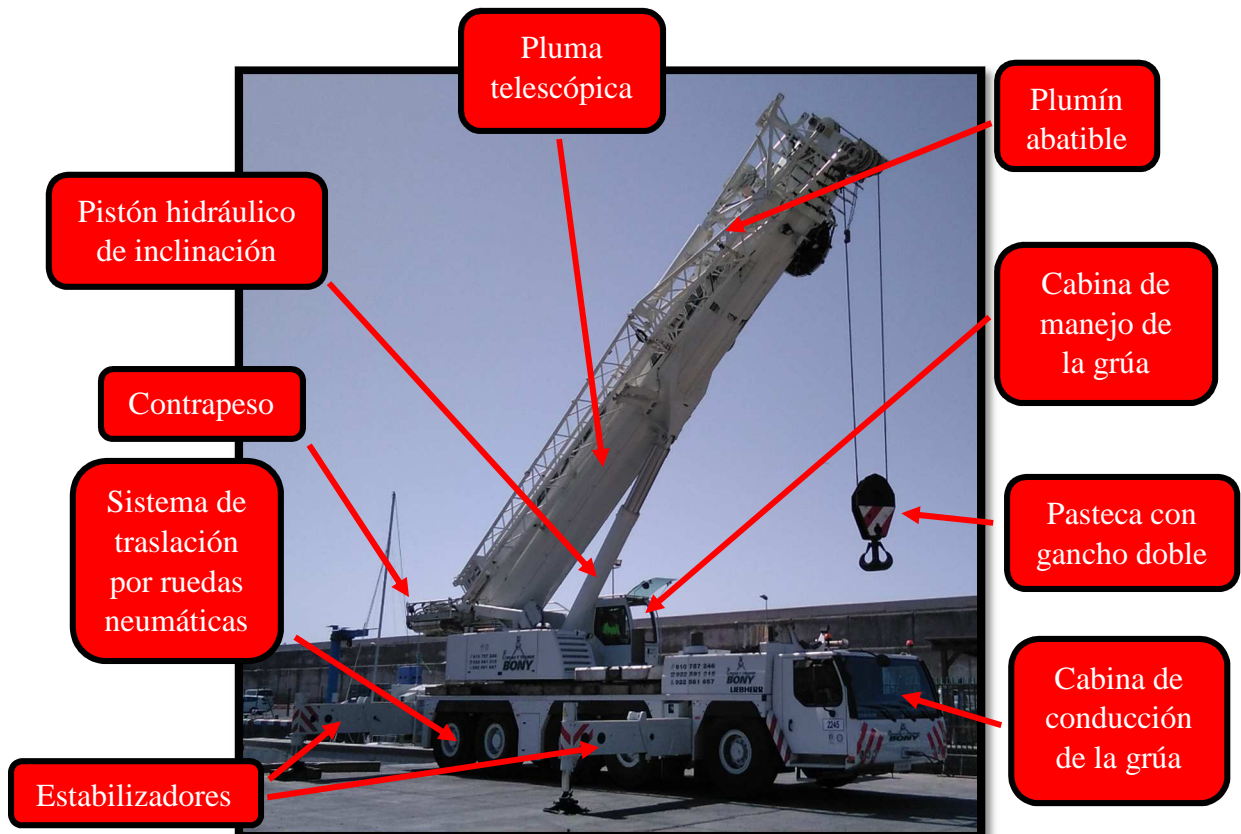 Pluma
telescópica
Plumín
abatible
Pistón hidráulico
de inclinación
Cabina de
manejo de
la grúa
Contrapeso
Sistema de
traslación
por ruedas
neumáticas
Pasteca con
gancho doble
Cabina de
conducción
de la grúa
Estabilizadores
BONY
BONY
LIEBHERR
2245
BONY